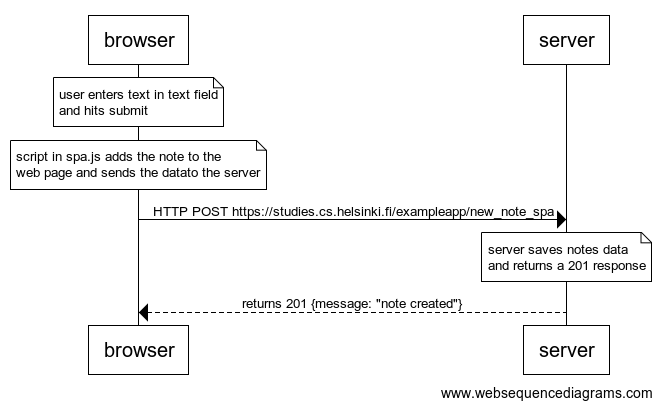 browser
server
user enters text in text field
and hits submit
script in spa.js adds the note to the
web page and sends the datato the server
HTTP POST https://studies.cs.helsinki.fi/exampleapp/new_note_spa
server saves notes data
and returns a 201 response
returns 201 {message: "note created"}
browser
server
www.websequencediagrams.com